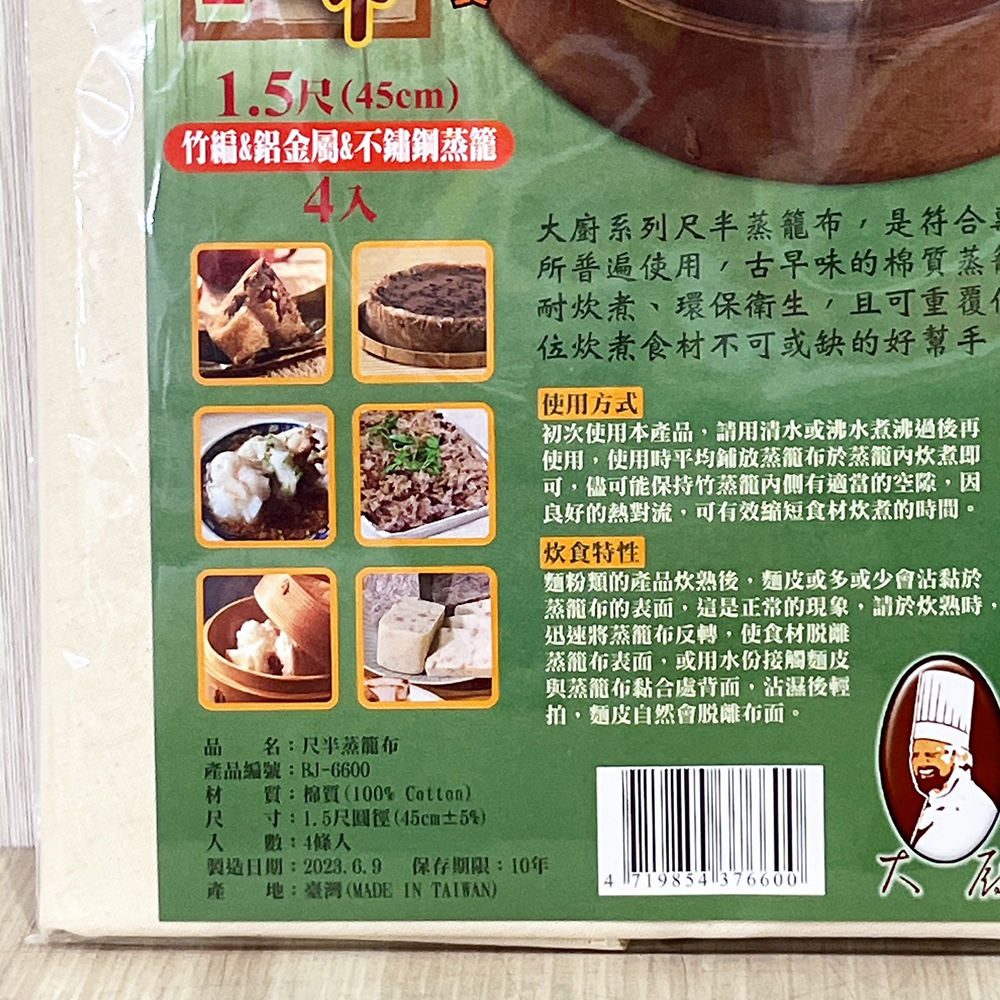 1.5尺(45cm)
竹編&鋁金屬&不鏽鋼蒸籠
4入
大廚系列尺半蒸籠布，是符合
所普遍使用，古早味的棉質蒸
耐炊煮、環保衛生，且可重覆
位炊煮食材不可或缺的好幫手
使用方式
初次使用本產品，請用清水或沸水煮沸過後再
使用，使用時平均鋪放蒸籠布於蒸籠內炊煮即
可，儘可能保持竹蒸籠內側有適當的空隙，因
良好的熱對流，可有效縮短食材炊煮的時間。
炊食特性
麵粉類的產品炊熟後，麵皮或多或少會沾黏於
蒸籠布的表面，這是正常的現象，請於炊熟時，
迅速將蒸籠布反轉，使食材脫離
蒸籠布表面，或用水份接觸麵皮
與蒸籠布黏合處背面，沾濕後輕
拍，麵皮自然會脫離布面。
品　名：尺半蒸籠布
產品編號：BJ-6600
材　質：棉質(100% Cotton)
尺　寸：1.5尺圓徑(45cm±5%)
入　數：4條入
製造日期：2023.6.9　保存期限：10年
產　地：臺灣(MADE IN TAIWAN)
4 719854 376600
大廚